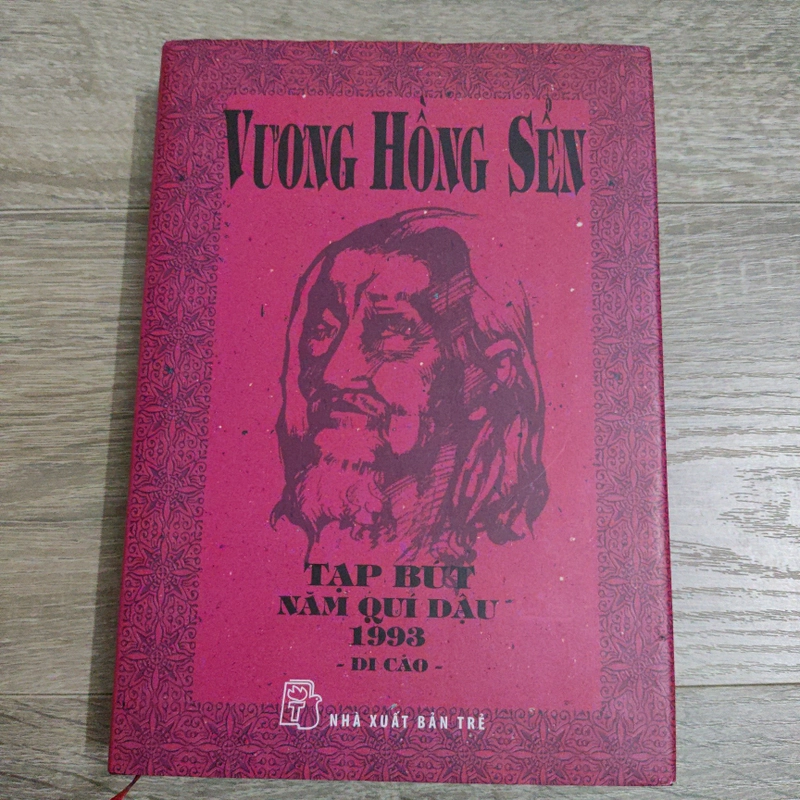 VƯƠNG HỒNG SỂN
TẠP BÚT
NĂM QUÍ DẬU
1993
- DI CẢO -
T
NHÀ XUẤT BẢN TRẺ